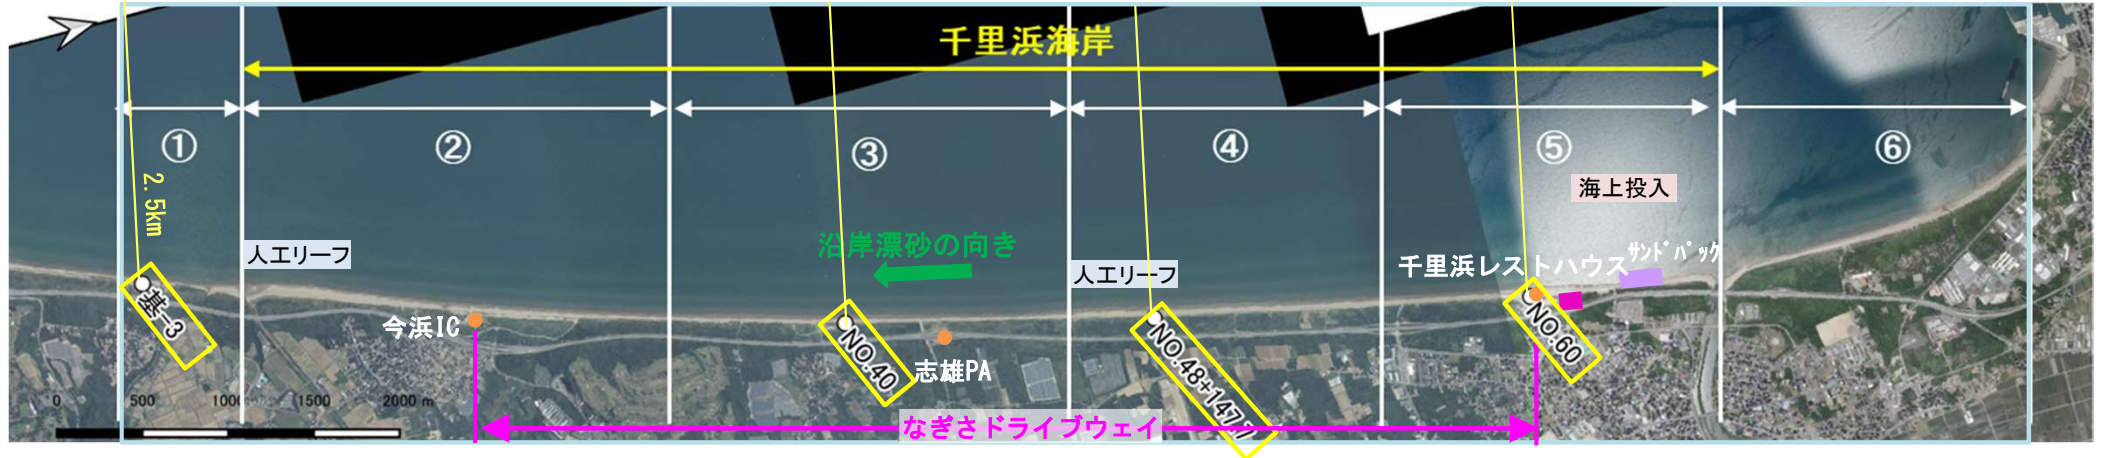 千里浜海岸
①
②
③
④
⑤
⑥
2.5km
海上投入
人工リーフ
沿岸漂砂の向き
人工リーフ
千里浜レストハウス
ｻﾝﾄﾞﾊﾟｯｸ
基-3
今浜IC
NO.40
志雄PA
NO.48+147.7
NO.60
0 500 1000 1500 2000 m
なぎさドライブウェイ